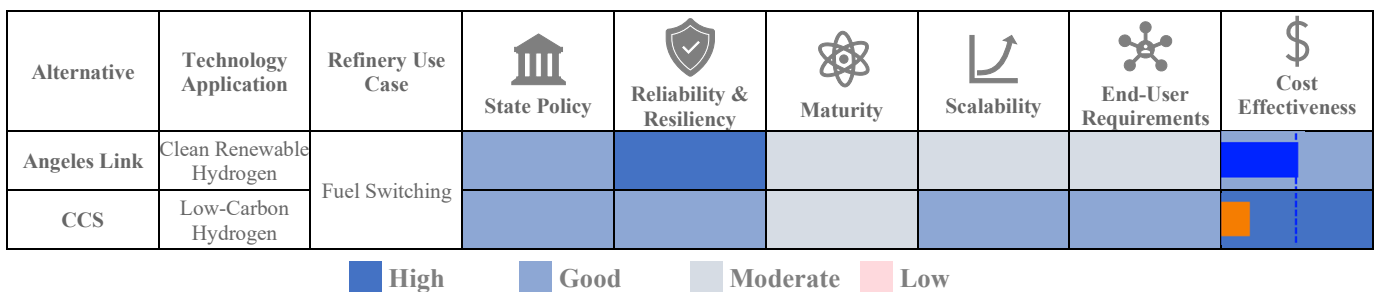 Alternative
Technology
Application
Refinery Use
Case
State Policy
Reliability &
Resiliency
Maturity
Scalability
End-User
Requirements
$
Cost
Effectiveness
Angeles Link
Clean Renewable
Hydrogen
Fuel Switching
CCS
Low-Carbon
Hydrogen
High
Good
Moderate
Low